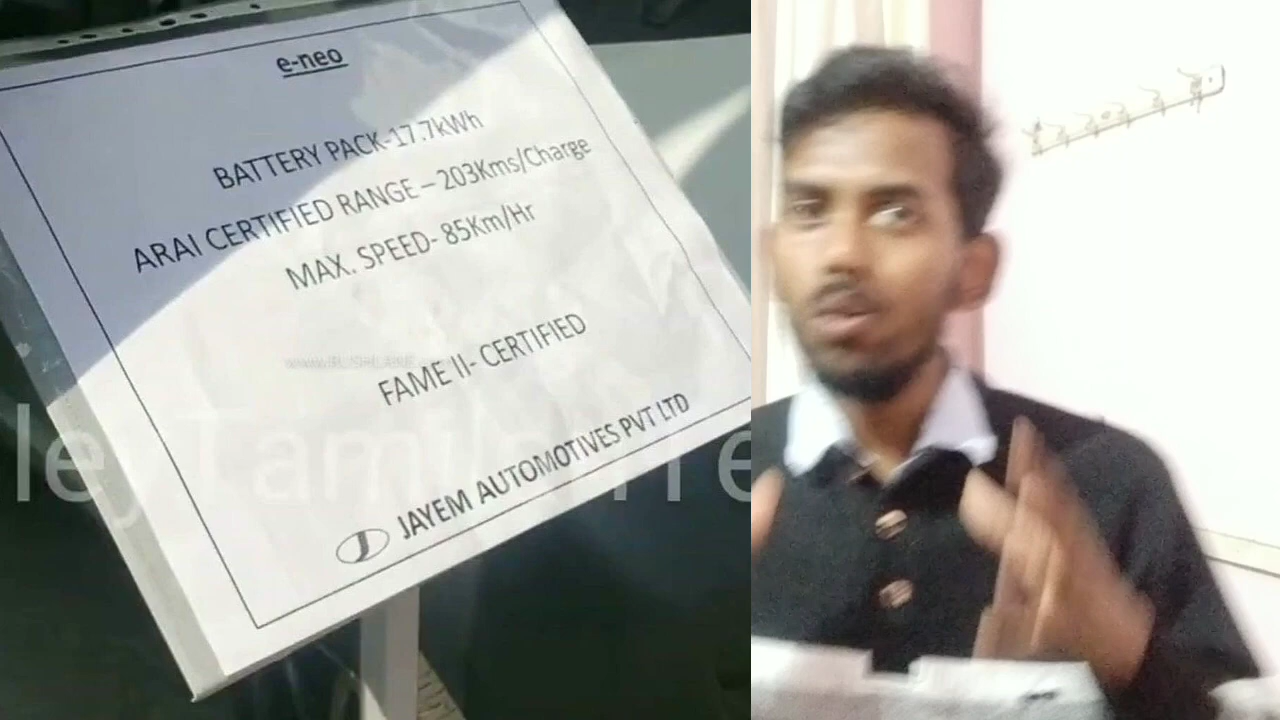 e-neo
BATTERY PACK-17.7kWh
ARAI CERTIFIED RANGE – 203Kms/Charge
MAX. SPEED- 85Km/Hr
FAME II- CERTIFIED
JAYEM AUTOMOTIVES PVT LTD